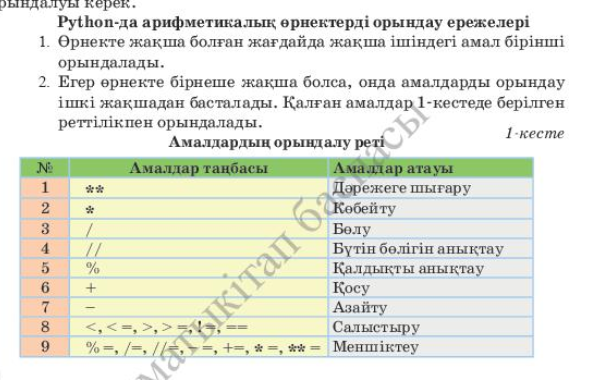 рындалуы керек.
Python-да арифметикалық өрнектерді орындау ережелері
1. Өрнекте жақша болған жағдайда жақша ішіндегі амал бірінші
орындалады.
2. Егер өрнекте бірнеше жақша болса, онда амалдарды орындау
ішкі жақшадан басталады. Қалған амалдар 1-кестеде берілген
реттілікпен орындалады.
1-кесте
Амалдардың орындалу реті
№ Амалдар таңбасы Амалдар атауы
1 ** Дәрежеге шығару
2 * Көбейту
3 / Бөлу
4 // Бүтін бөлігін анықтау
5 % Қалдықты анықтау
6 + Қосу
7 – Азайту
8 <, < =, >, > =, ! =, == Салыстыру
9 % =, /=, //=, – =, +=, * =, ** = Меншіктеу
матыкітап баспасы